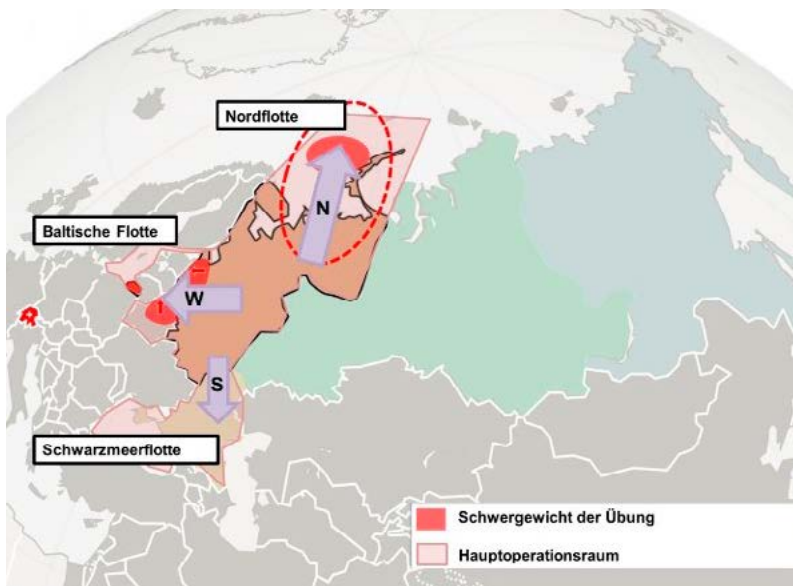 Nordflotte
N
Baltische Flotte
W
S
Schwarzmeerflotte
Schwergewicht der Übung
Hauptoperationsraum